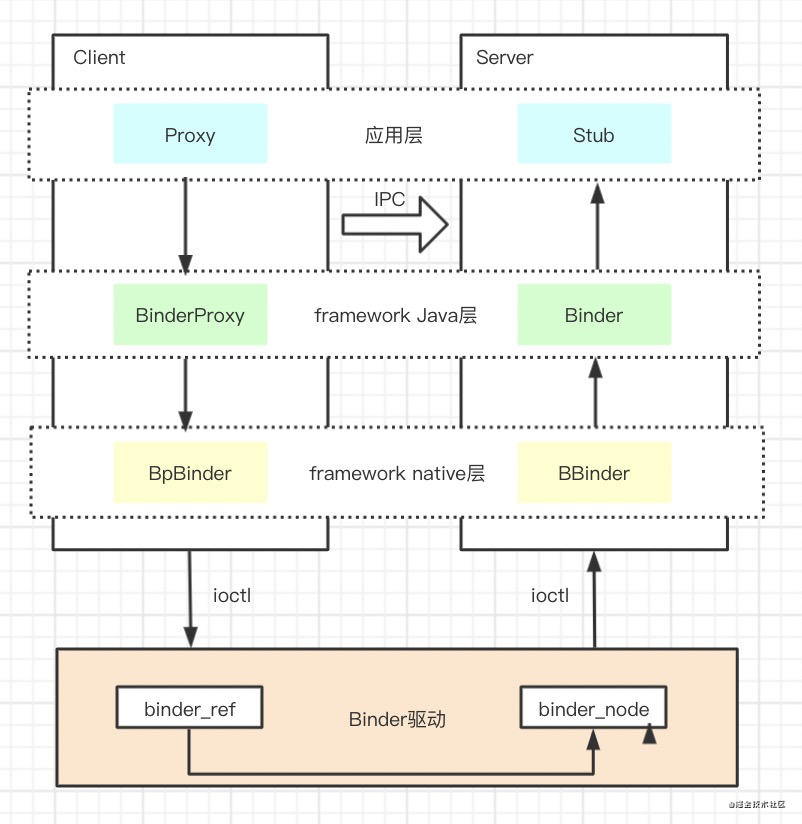 Client
Server
Proxy
应用层
Stub
IPC
BinderProxy
framework Java层
Binder
BpBinder
framework native层
BBinder
ioctl
ioctl
binder_ref
Binder驱动
binder_node
@掘金技术社区